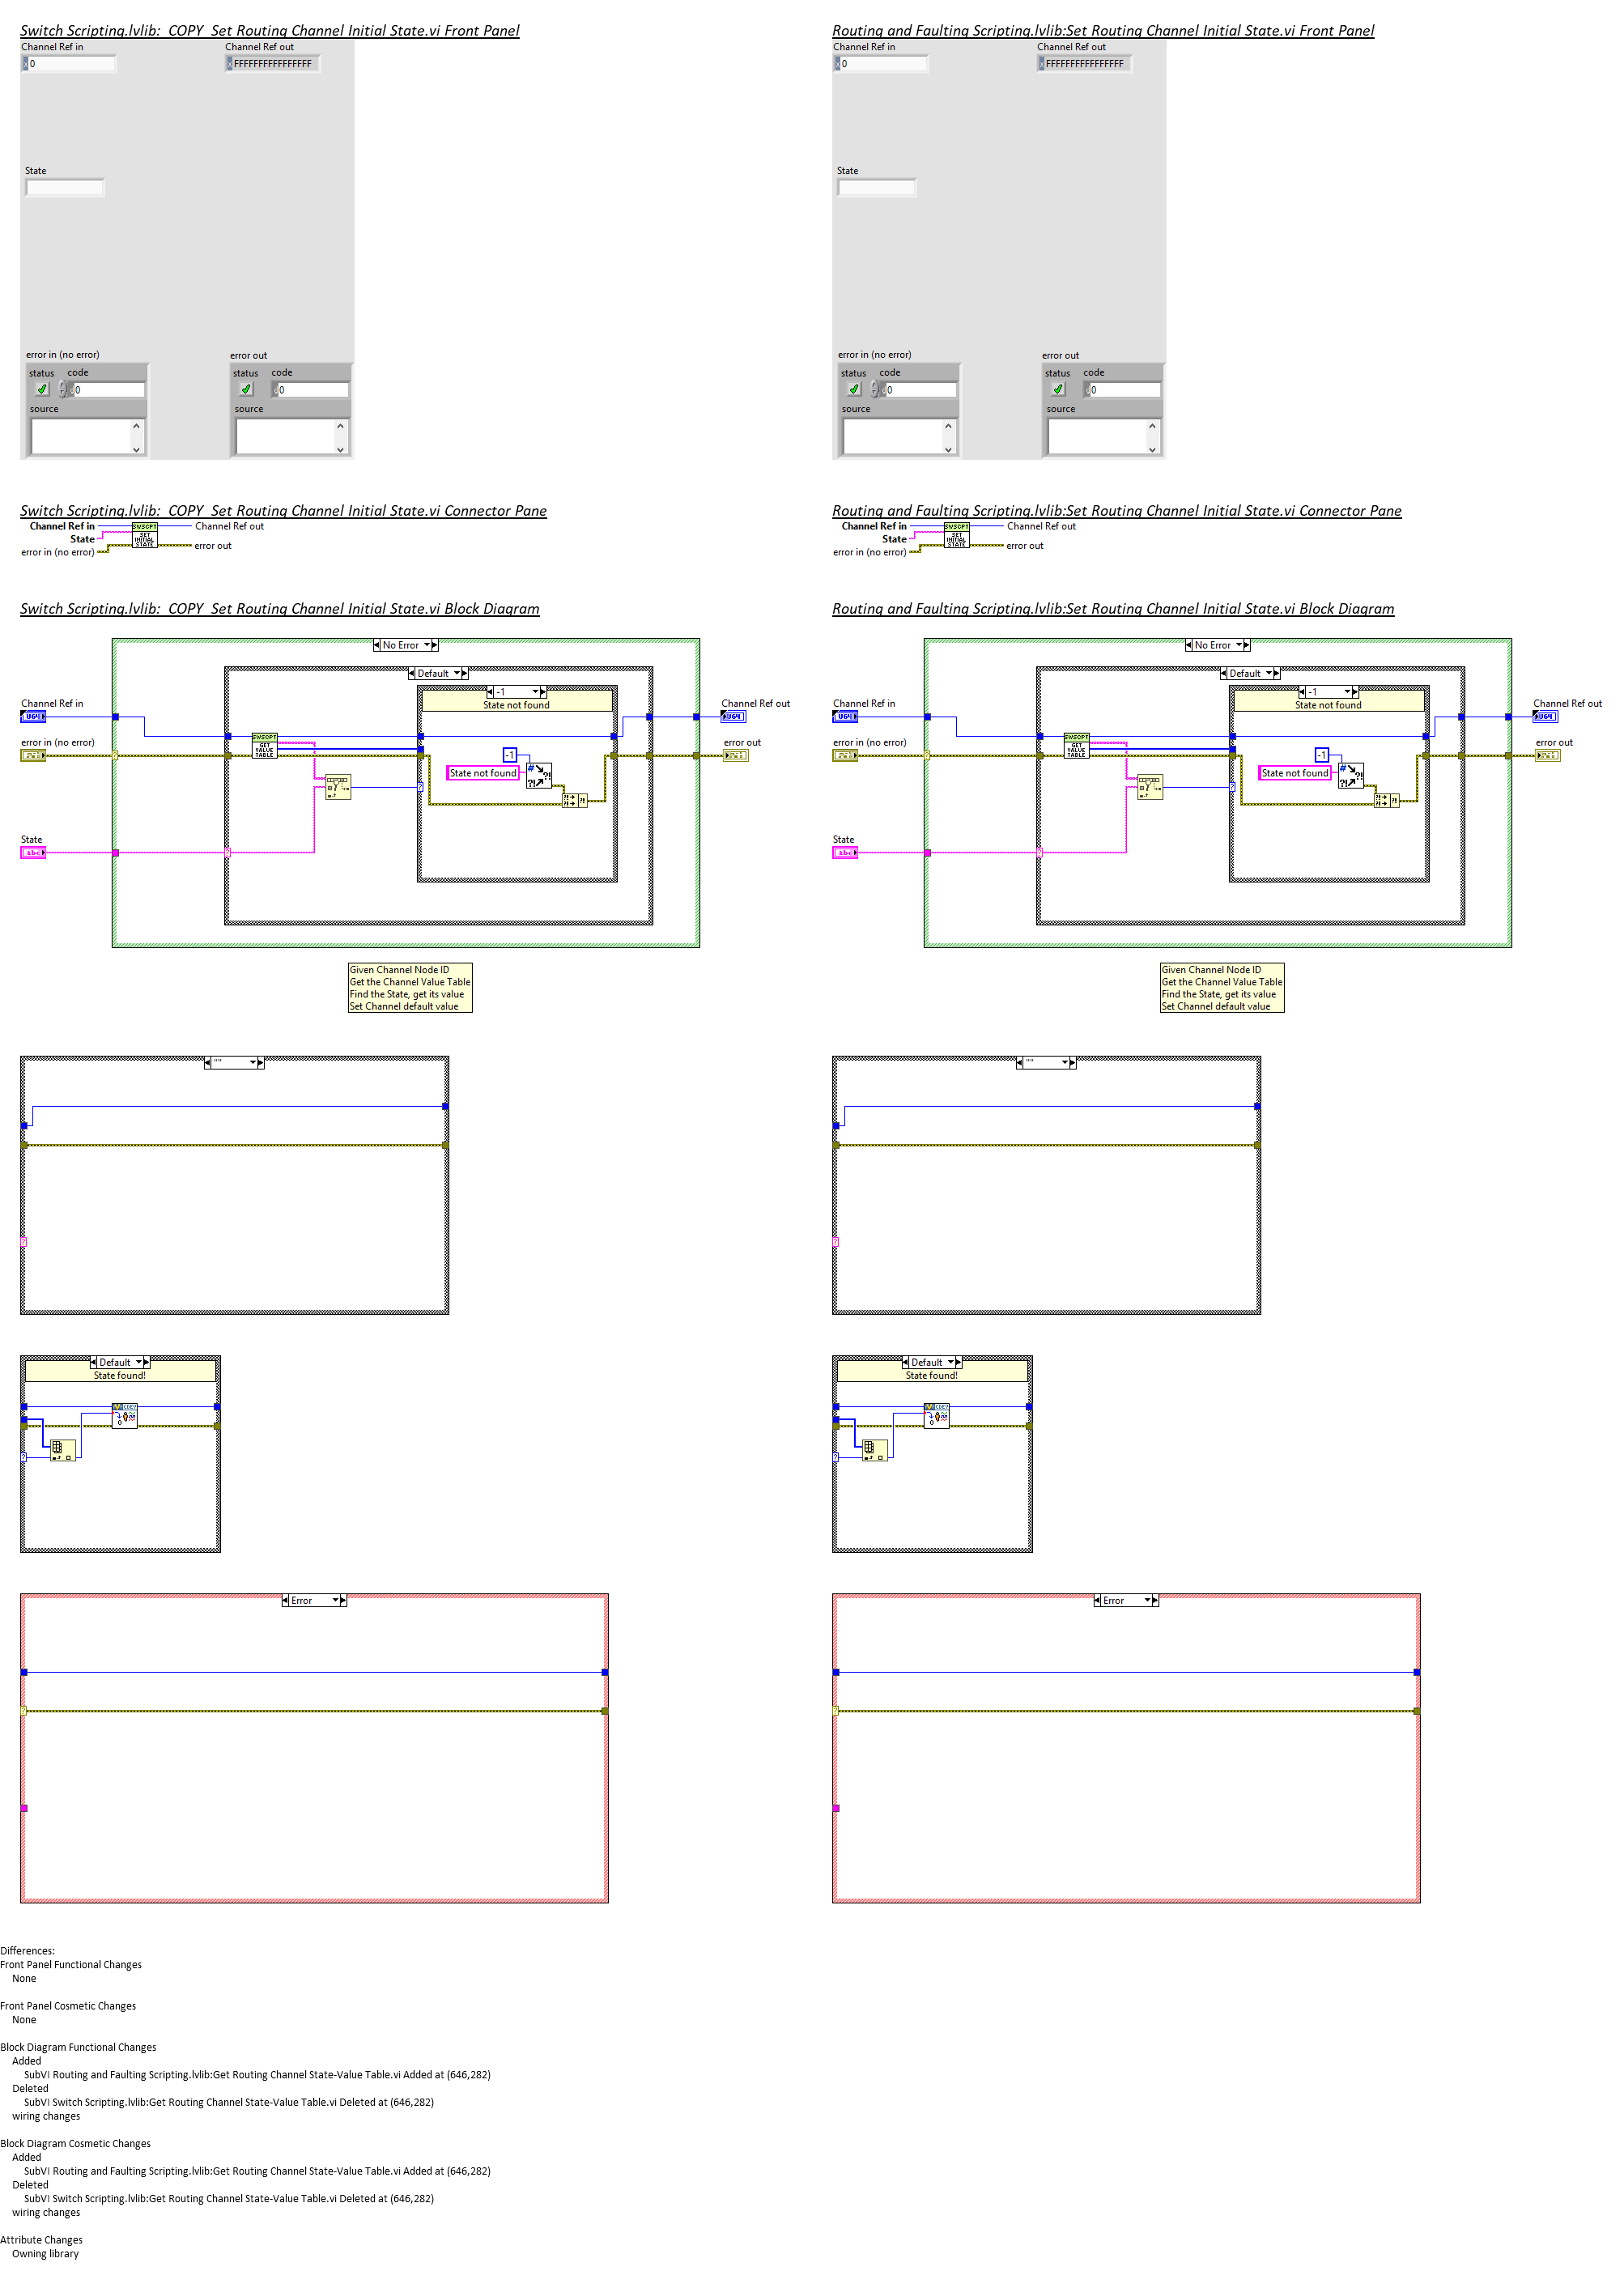 Switch Scripting.lvlib:_COPY_Set Routing Channel Initial State.vi Front Panel
Channel Ref in
Channel Ref out
x 0
x FFFFFFFFFFFFFFFF
State
error in (no error)
error out
status code
status code
0
0
source
source
Routing and Faulting Scripting.lvlib:Set Routing Channel Initial State.vi Front Panel
Channel Ref in
Channel Ref out
x 0
x FFFFFFFFFFFFFFFF
State
error in (no error)
error out
status code
status code
0
0
source
source
Switch Scripting.lvlib:_COPY_Set Routing Channel Initial State.vi Connector Pane
Channel Ref in
State
error in (no error)
SWSCPT
SET
INITIAL
STATE
Channel Ref out
error out
Routing and Faulting Scripting.lvlib:Set Routing Channel Initial State.vi Connector Pane
Channel Ref in
State
error in (no error)
SWSCPT
SET
INITIAL
STATE
Channel Ref out
error out
Switch Scripting.lvlib:_COPY_Set Routing Channel Initial State.vi Block Diagram
No Error
Default
-1
State not found
Channel Ref in
U64
error in (no error)
State
abc
SWSCPT
GET
VALUE
TABLE
-1
State not found
Channel Ref out
U64
error out
Given Channel Node ID
Get the Channel Value Table
Find the State, get its value
Set Channel default value
""
Default
State found!
Error
Routing and Faulting Scripting.lvlib:Set Routing Channel Initial State.vi Block Diagram
No Error
Default
-1
State not found
Channel Ref in
U64
error in (no error)
State
abc
SWSCPT
GET
VALUE
TABLE
-1
State not found
Channel Ref out
U64
error out
Given Channel Node ID
Get the Channel Value Table
Find the State, get its value
Set Channel default value
""
Default
State found!
Error
Differences:
Front Panel Functional Changes
None
Front Panel Cosmetic Changes
None
Block Diagram Functional Changes
Added
SubVI Routing and Faulting Scripting.lvlib:Get Routing Channel State-Value Table.vi Added at (646,282)
Deleted
SubVI Switch Scripting.lvlib:Get Routing Channel State-Value Table.vi Deleted at (646,282)
wiring changes
Block Diagram Cosmetic Changes
Added
SubVI Routing and Faulting Scripting.lvlib:Get Routing Channel State-Value Table.vi Added at (646,282)
Deleted
SubVI Switch Scripting.lvlib:Get Routing Channel State-Value Table.vi Deleted at (646,282)
wiring changes
Attribute Changes
Owning library